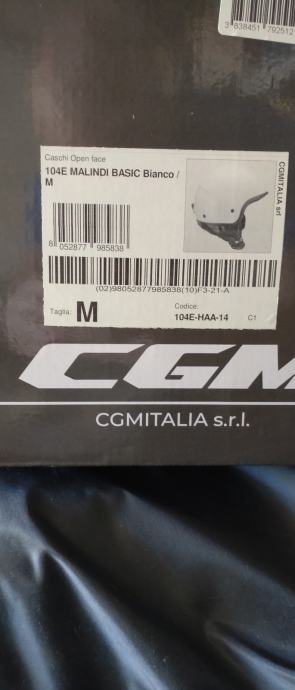 3 838451 792512
Caschi Open face
104E MALINDI BASIC Bianco /
M
CGMITALIA srl
8 052877 985838
(02)98052877985838(10)F3-21-A
Taglia: M
Codice:
104E-HAA-14
C1
CGM
CGMITALIA s.r.l.